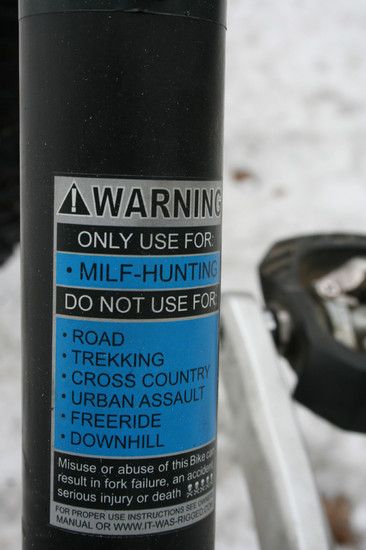 WARNING
ONLY USE FOR:
• MILF-HUNTING
DO NOT USE FOR:
• ROAD
• TREKKING
• CROSS COUNTRY
• URBAN ASSAULT
• FREERIDE
• DOWNHILL
Misuse or abuse of this Bike can
result in fork failure, an accident,
serious injury or death
FOR PROPER USE INSTRUCTIONS SEE
MANUAL OR WWW.IT-WAS-RIGGED